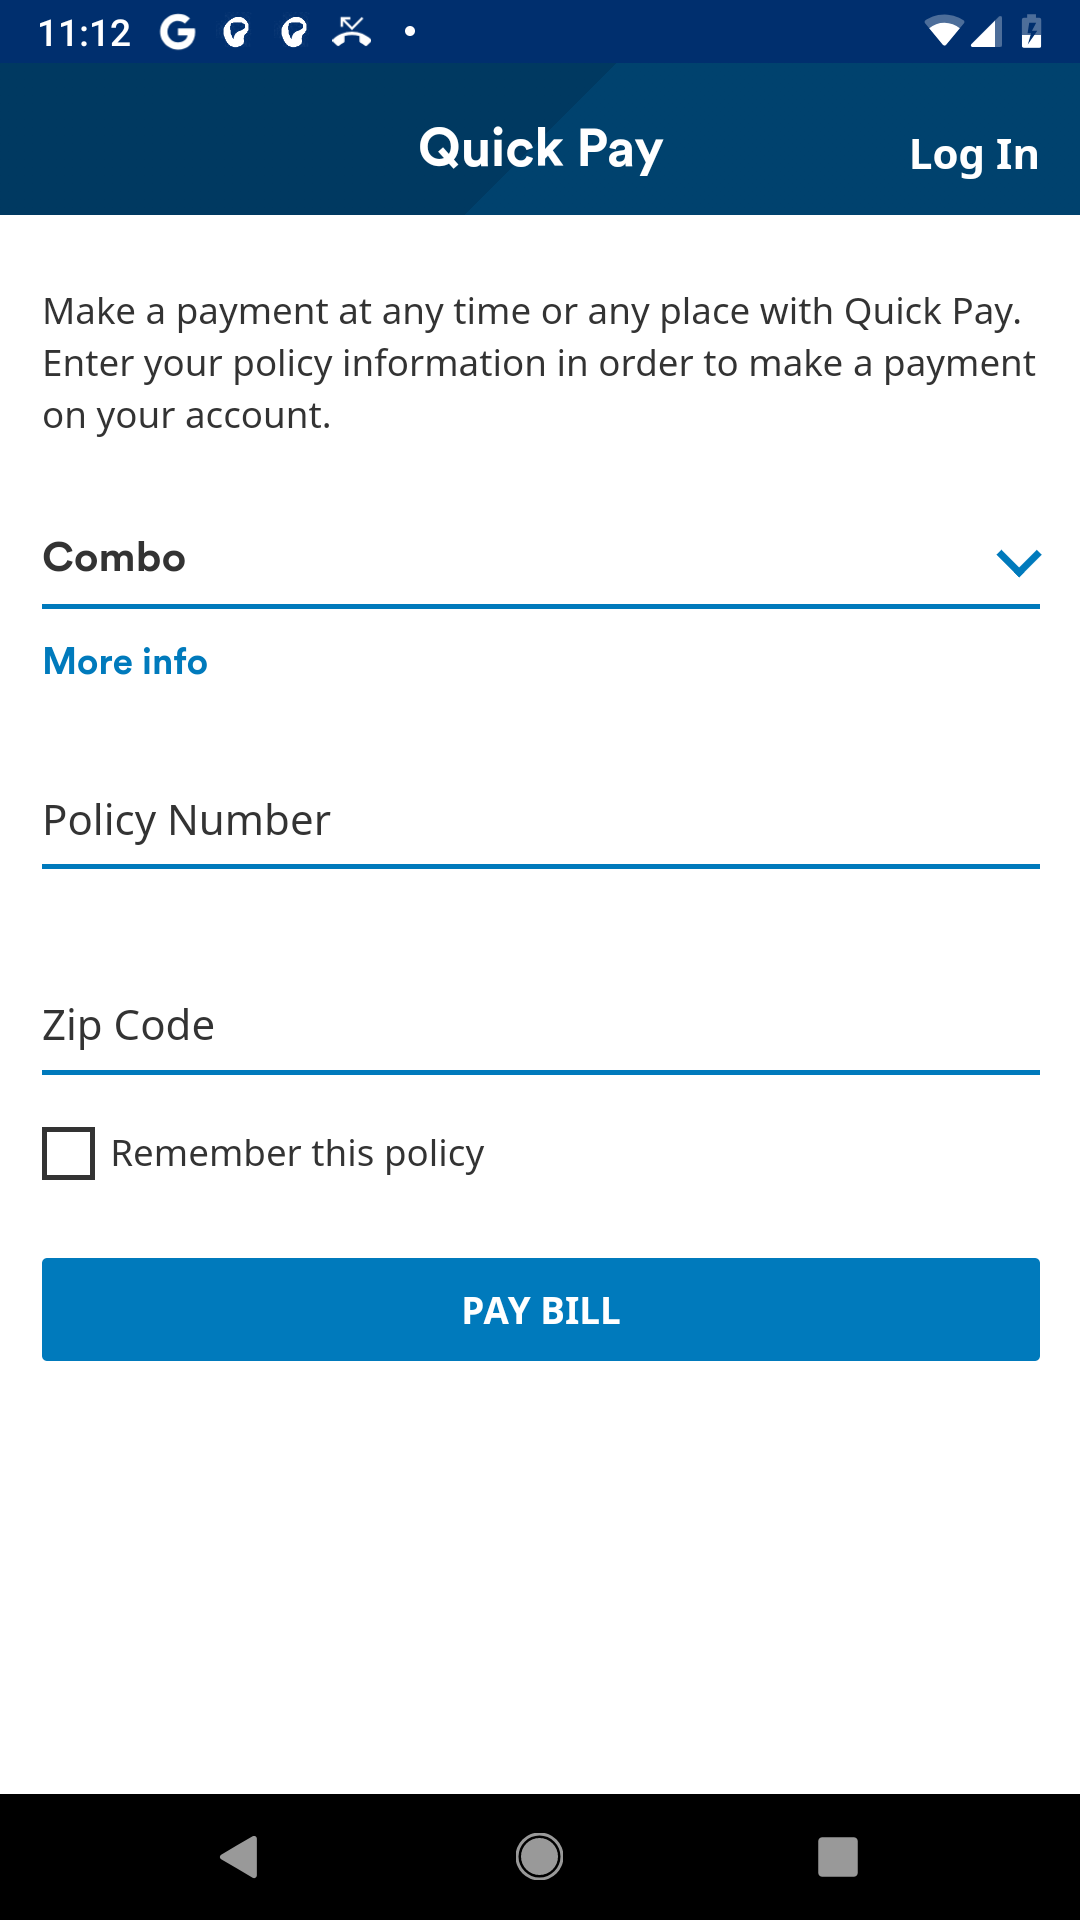 11:12
Quick Pay
Log In
Make a payment at any time or any place with Quick Pay.
Enter your policy information in order to make a payment
on your account.
Combo
More info
Policy Number
Zip Code
Remember this policy
PAY BILL